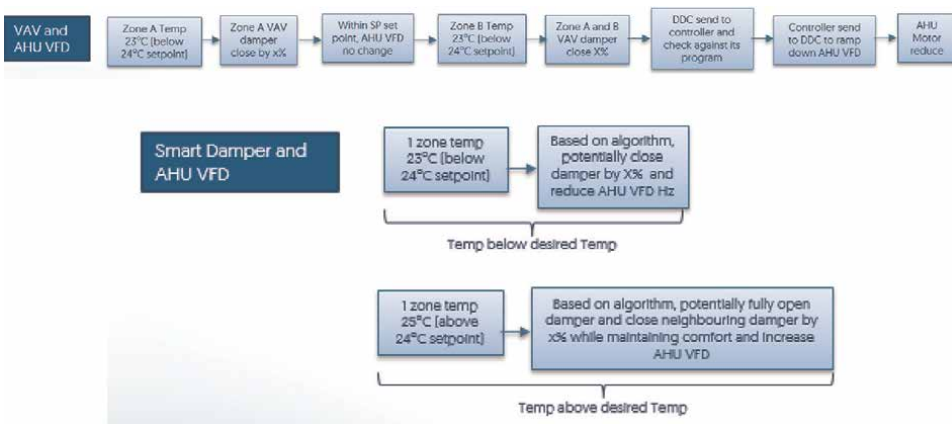 VAV and
AHU VFD
Zone A Temp
23°C (below
24°C setpoint)
Zone A VAV
damper
close by x%
Within SP set
point, AHU VFD
no change
Zone B Temp
23°C (below
24°C setpoint)
Zone A and B
VAV damper
close X%
DDC send to
controller and
check against its
program
Controller send
to DDC to ramp
down AHU VFD
AHU
Motor
reduce
Smart Damper and
AHU VFD
1 zone temp
23°C (below
24°C setpoint)
Based on algorithm,
potentially close
damper by X% and
reduce AHU VFD Hz
Temp below desired Temp
1 zone temp
25°C (above
24°C setpoint)
Based on algorithm, potentially fully open
damper and close neighbouring damper by
x% while maintaining comfort and increase
AHU VFD
Temp above desired Temp